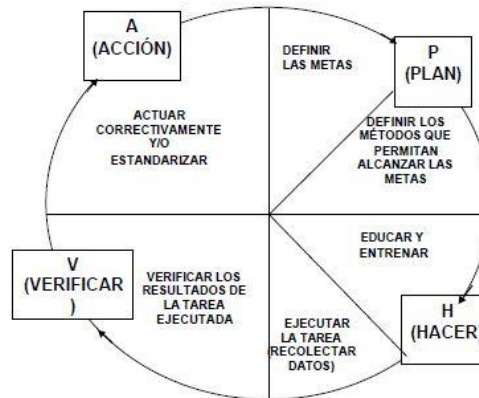 A
(ACCIÓN)
DEFINIR
LAS METAS
P
(PLAN)
ACTUAR
CORRECTIVAMENTE
Y/O
ESTANDARIZAR
DEFINIR LOS
MÉTODOS QUE
PERMITAN
ALCANZAR LAS
METAS
EDUCAR Y
ENTRENAR
V
(VERIFICAR
)
VERIFICAR LOS
RESULTADOS DE
LA TAREA
EJECUTADA
EJECUTAR
LA TAREA
(RECOLECTAR
DATOS)
H
(HACER)